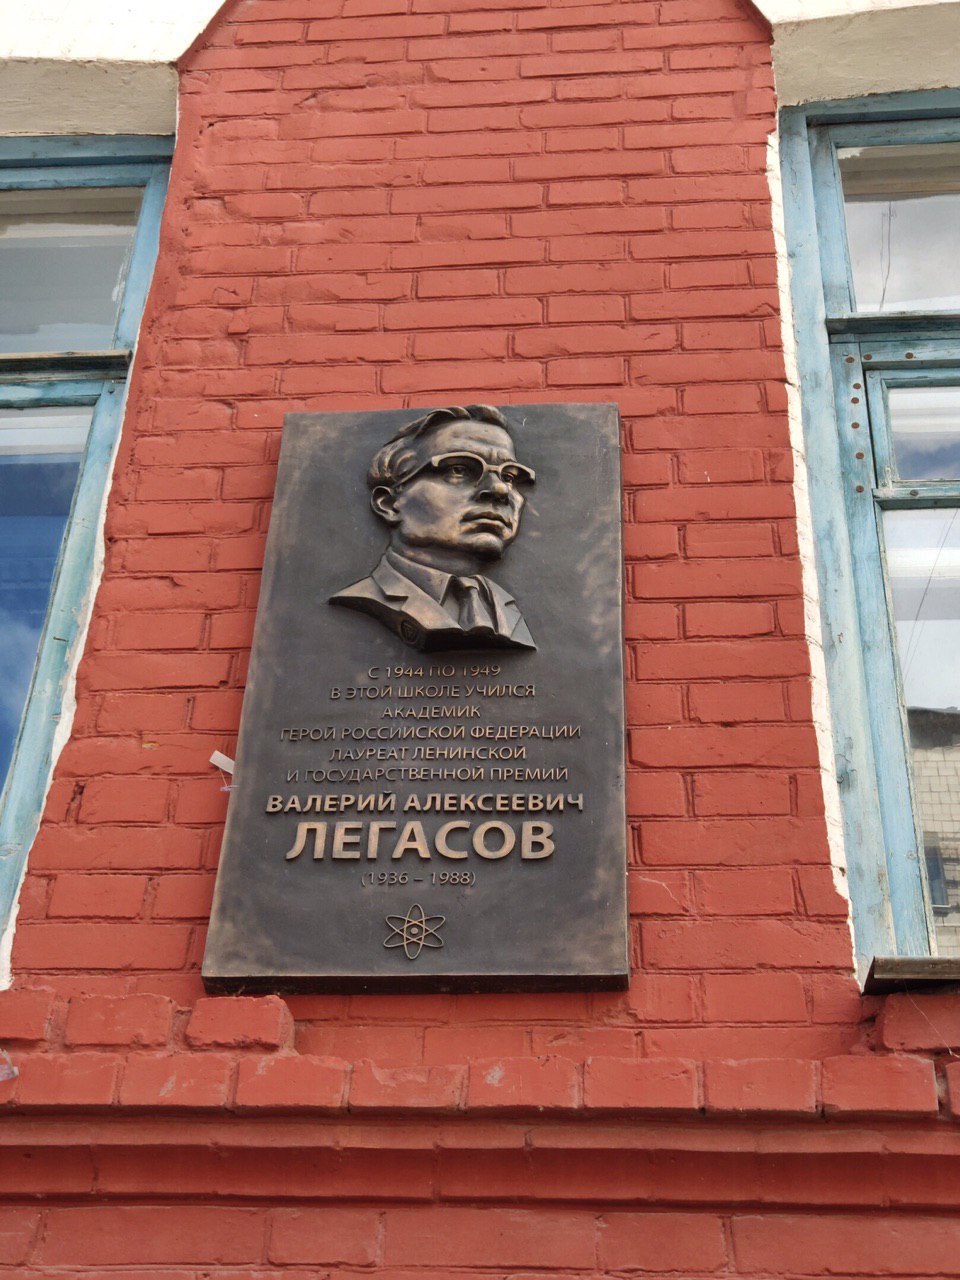 С 1944 ПО 1949
В ЭТОЙ ШКОЛЕ УЧИЛСЯ
АКАДЕМИК
ГЕРОЙ РОССИЙСКОЙ ФЕДЕРАЦИИ
ЛАУРЕАТ ЛЕНИНСКОЙ
И ГОСУДАРСТВЕННОЙ ПРЕМИЙ
ВАЛЕРИЙ АЛЕКСЕЕВИЧ
ЛЕГАСОВ
(1936 – 1988)